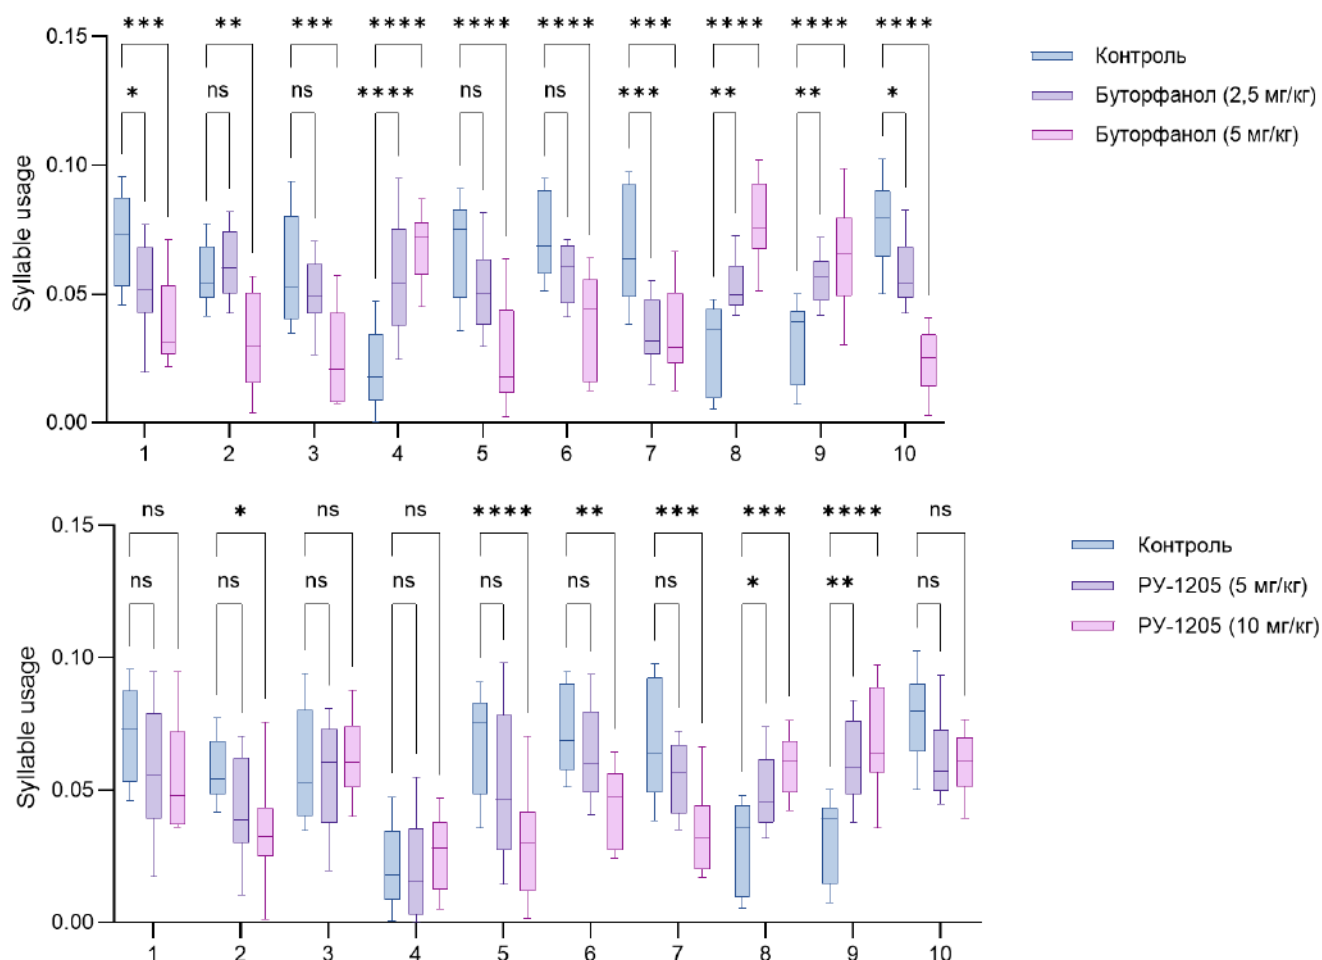 *** ** *** **** **** **** *** **** **** ****
0.15
* ns ns **** ns ns *** ** ** *
0.10
Syllable usage
0.05
0.00
1 2 3 4 5 6 7 8 9 10
Контроль
Буторфанол (2,5 мг/кг)
Буторфанол (5 мг/кг)
ns * ns ns **** ** *** *** **** ns
0.15
ns ns ns ns ns ns ns * ** ns
0.10
Syllable usage
0.05
0.00
1 2 3 4 5 6 7 8 9 10
Контроль
РУ-1205 (5 мг/кг)
РУ-1205 (10 мг/кг)